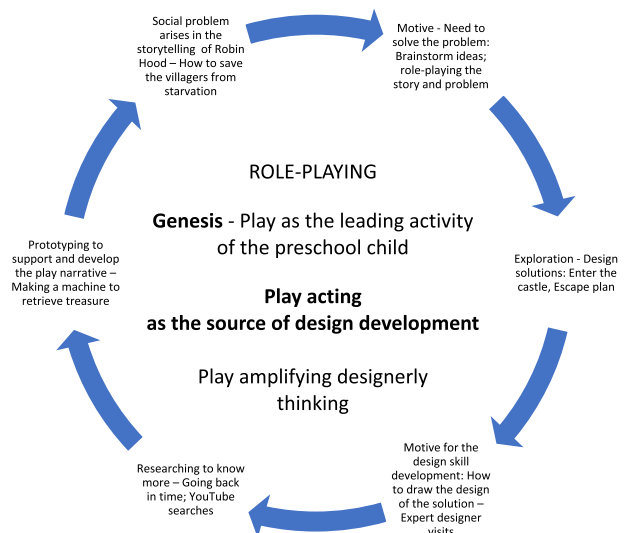 Social problem
arises in the
storytelling of Robin
Hood – How to save
the villagers from
starvation
Motive - Need to
solve the problem:
Brainstorm ideas;
role-playing the
story and problem
Exploration - Design
solutions: Enter the
castle, Escape plan
Motive for the
design skill
development: How
to draw the design
of the solution –
Expert designer
visits
Researching to know
more – Going back
in time; YouTube
searches
Prototyping to
support and develop
the play narrative –
Making a machine to
retrieve treasure
ROLE-PLAYING
Genesis - Play as the leading activity
of the preschool child
Play acting
as the source of design development
Play amplifying designerly
thinking